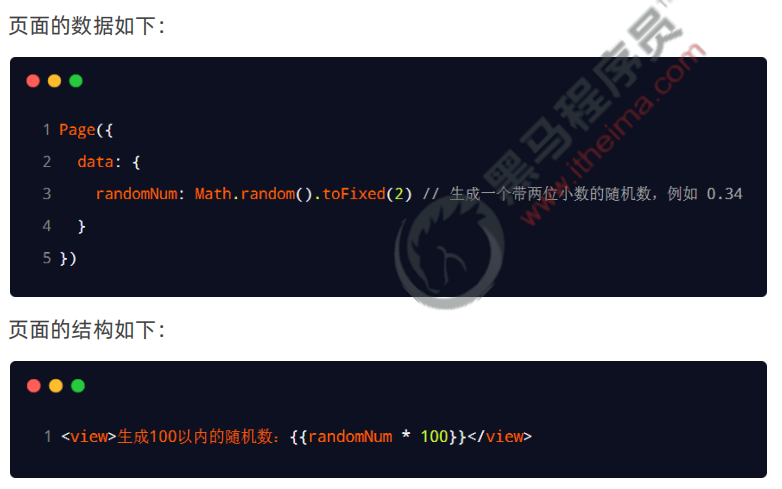 页面的数据如下：
1 Page({
2   data: {
3     randomNum: Math.random().toFixed(2) // 生成一个带两位小数的随机数，例如 0.34
4   }
5 })
黑马程序员
www.itheima.com
页面的结构如下：
1 <view>生成100以内的随机数：{{randomNum * 100}}</view>